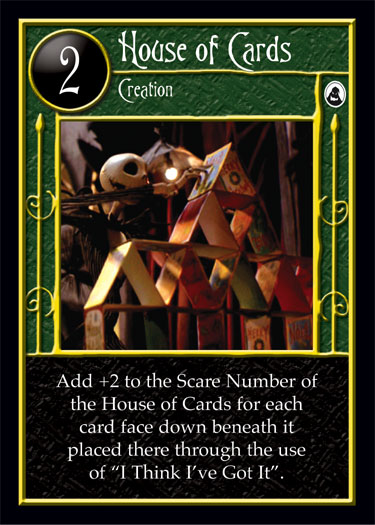 2
House of Cards
Creation
Add +2 to the Scare Number of
the House of Cards for each
card face down beneath it
placed there through the use
of “I Think I’ve Got It”.